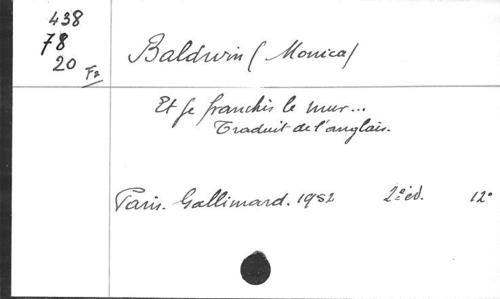 438
78
20 F2
Baldwin (Monica)
Et je franchis le mur...
Traduit de l'anglais.
Paris. Gallimard. 1952 2e éd. 12°